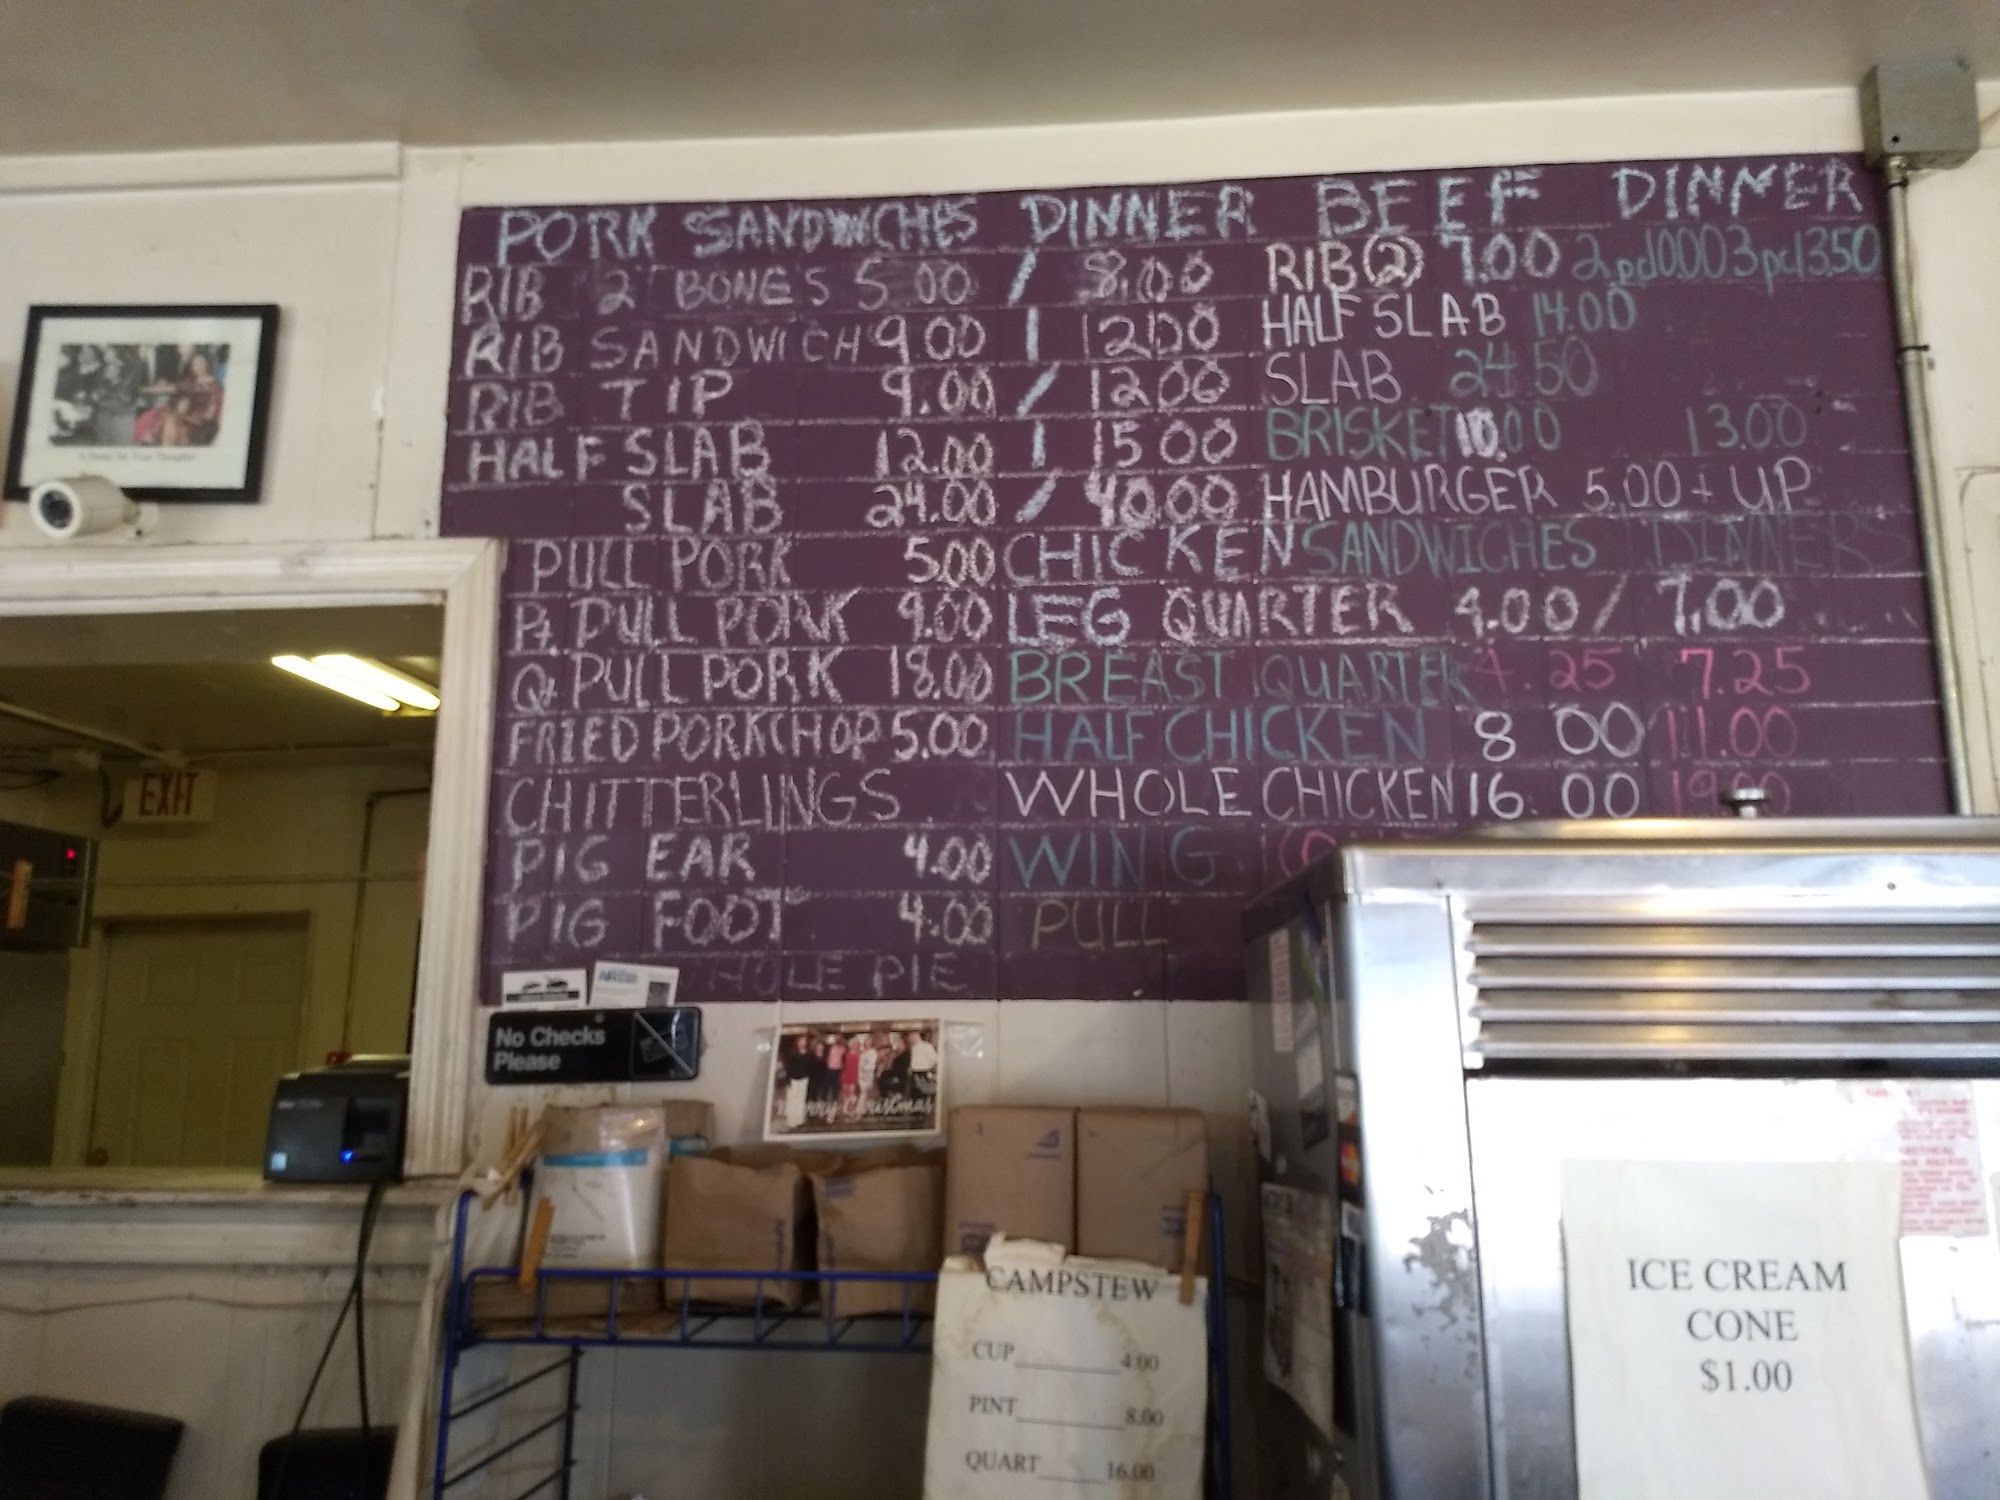 PORK SANDWICHES DINNER BEEF DINNER
RIB 2 BONES 5.00 / 8.00
RIB SANDWICH 9.00 / 12.00
RIB TIP 9.00 / 12.00
HALF SLAB 12.00 / 15.00
SLAB 24.00 / 40.00
PULL PORK 5.00
Pt. PULL PORK 9.00
Qt PULL PORK 18.00
FRIED PORKCHOP 5.00
CHITTERLINGS
PIG EAR 4.00
PIG FOOT 4.00
WHOLE PIE
RIB (2) 7.00 2pc10.00 3pc13.50
HALF SLAB 14.00
SLAB 24.50
BRISKET 10.00 13.00
HAMBURGER 5.00 + UP
CHICKEN SANDWICHES DINNERS
LEG QUARTER 4.00 / 7.00
BREAST QUARTER 4.25 7.25
HALF CHICKEN 8.00 11.00
WHOLE CHICKEN 16.00 19.00
WING
PULL
EXIT
No Checks
Please
Merry Christmas
CAMPSTEW
CUP 4.00
PINT 8.00
QUART 16.00
ICE CREAM
CONE
$1.00